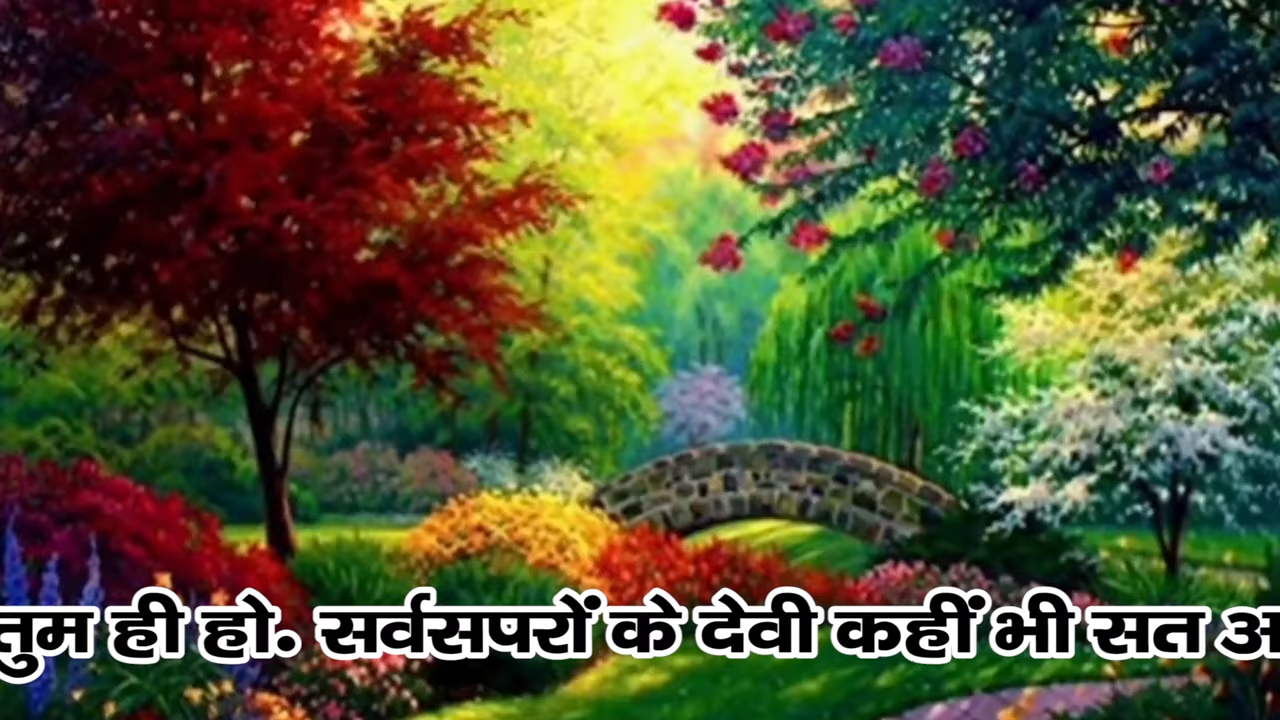 तुम ही हो. सर्वसपरों के देवी कहीं भी सत